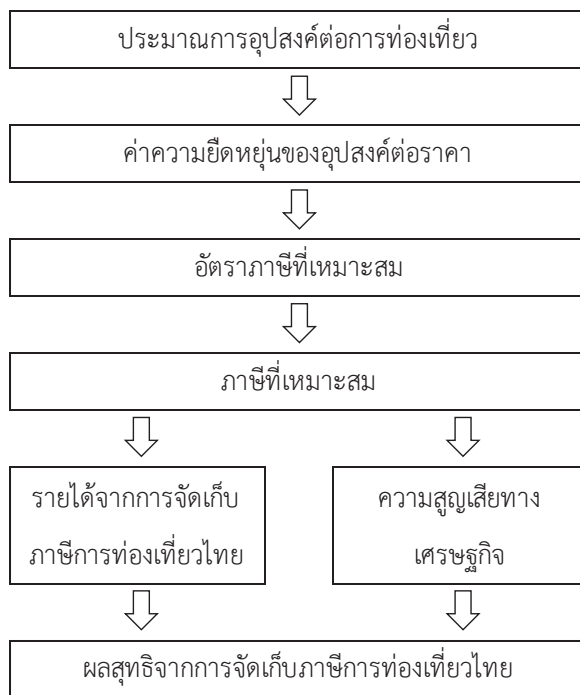 ประมาณการอุปสงค์ต่อการท่องเที่ยว
ค่าความยืดหยุ่นของอุปสงค์ต่อราคา
อัตราภาษีที่เหมาะสม
ภาษีที่เหมาะสม
รายได้จากการจัดเก็บ
ภาษีการท่องเที่ยวไทย
ความสูญเสียทาง
เศรษฐกิจ
ผลสุทธิจากการจัดเก็บภาษีการท่องเที่ยวไทย